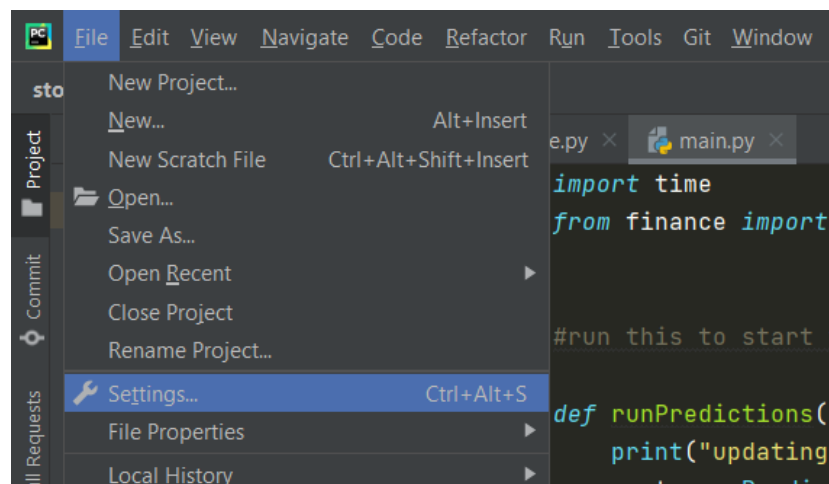 PC File Edit View Navigate Code Refactor Run Tools Git Window
sto
New Project...
New... Alt+Insert
New Scratch File Ctrl+Alt+Shift+Insert
Open...
Save As...
Open Recent
Close Project
Rename Project...
Settings... Ctrl+Alt+S
File Properties
Local History
Project
Commit
ll Requests
e.py main.py
import time
from finance import
#run this to start
def runPredictions(
print("updating